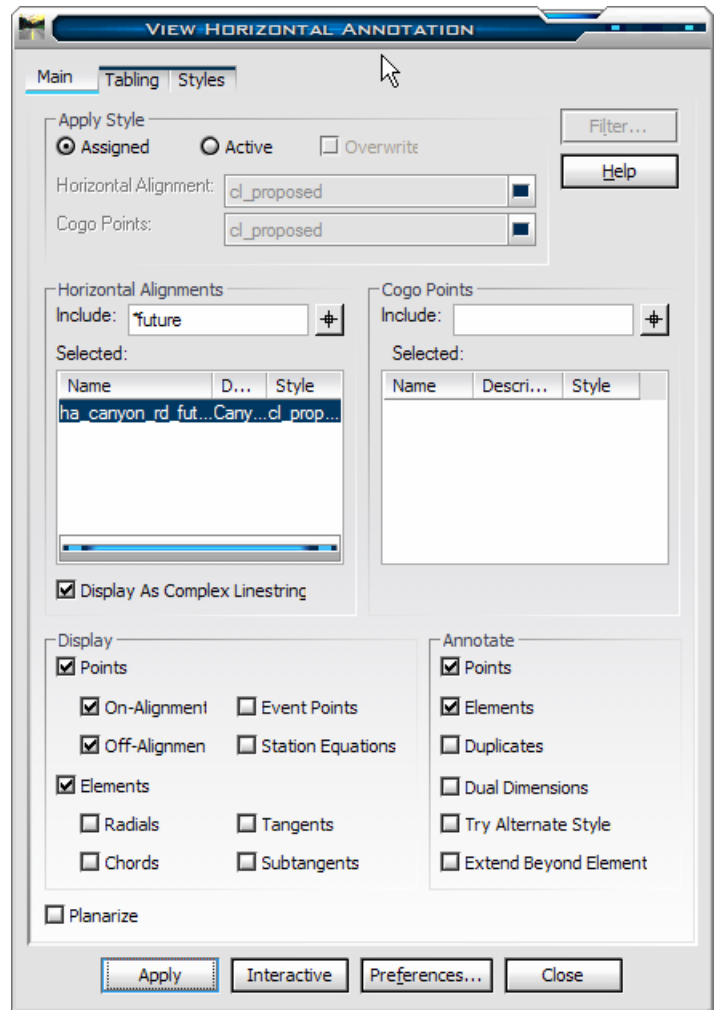 VIEW HORIZONTAL ANNOTATION
Main Tabling Styles
Apply Style
Assigned Active Overwrite
Filter...
Help
Horizontal Alignment: cl_proposed
Cogo Points: cl_proposed
Horizontal Alignments
Include: *future
Selected:
Name D... Style
ha_canyon_rd_fut...Cany...cl_prop...
Display As Complex Linestring
Cogo Points
Include:
Selected:
Name Descri... Style
Display
Points
On-Alignment Event Points
Off-Alignmen Station Equations
Elements
Radials Tangents
Chords Subtangents
Annotate
Points
Elements
Duplicates
Dual Dimensions
Try Alternate Style
Extend Beyond Element
Planarize
Apply Interactive Preferences... Close